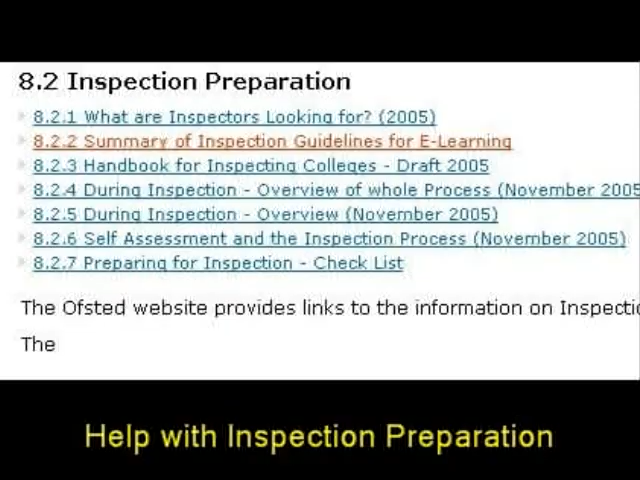 8.2 Inspection Preparation
8.2.1 What are Inspectors Looking for? (2005)
8.2.2 Summary of Inspection Guidelines for E-Learning
8.2.3 Handbook for Inspecting Colleges - Draft 2005
8.2.4 During Inspection - Overview of whole Process (November 2005
8.2.5 During Inspection - Overview (November 2005)
8.2.6 Self Assessment and the Inspection Process (November 2005)
8.2.7 Preparing for Inspection - Check List
The Ofsted website provides links to the information on Inspectio
The
Help with Inspection Preparation